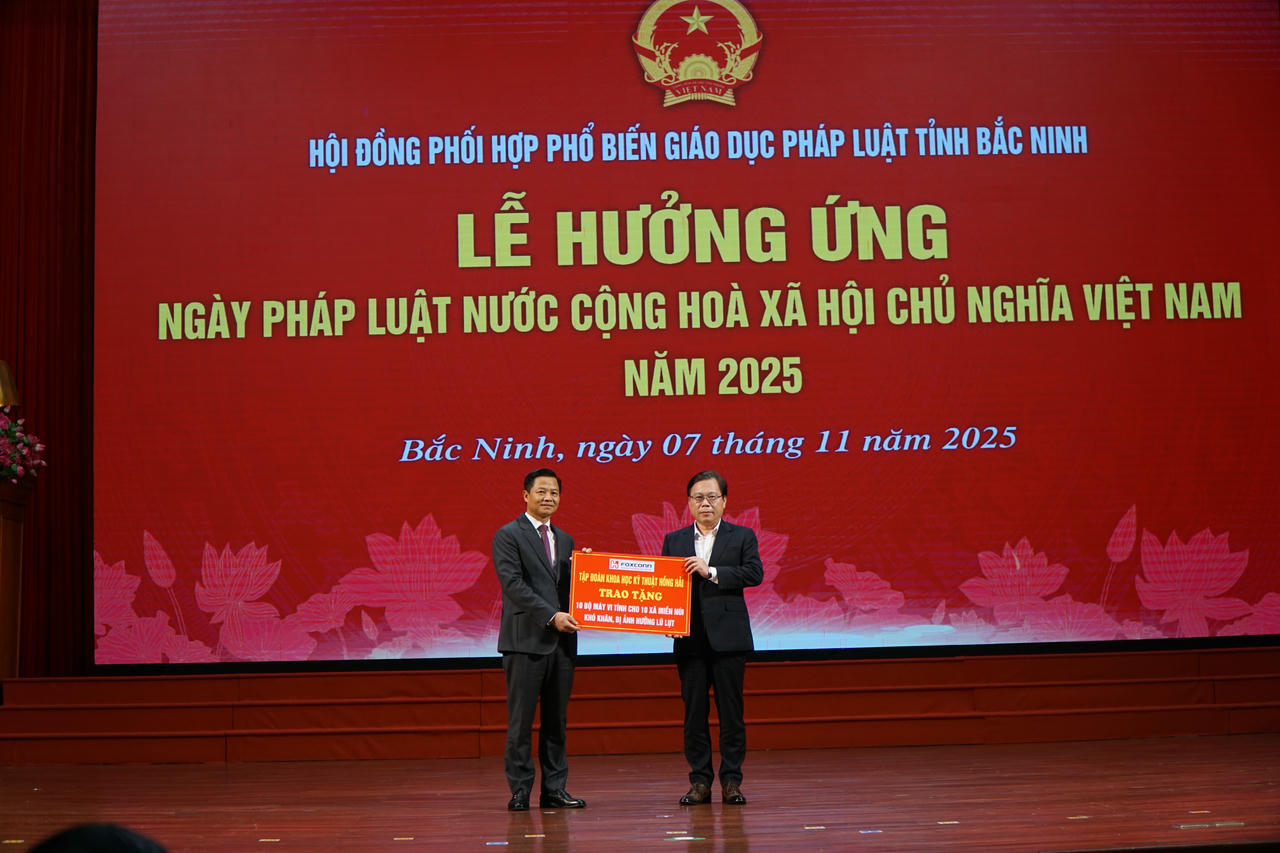 VIỆT NAM
HỘI ĐỒNG PHỐI HỢP PHỔ BIẾN GIÁO DỤC PHÁP LUẬT TỈNH BẮC NINH
LỄ HƯỞNG ỨNG
NGÀY PHÁP LUẬT NƯỚC CỘNG HOÀ XÃ HỘI CHỦ NGHĨA VIỆT NAM
NĂM 2025
Bắc Ninh, ngày 07 tháng 11 năm 2025
FOXCONN
TẬP ĐOÀN KHOA HỌC KỸ THUẬT HỒNG HẢI
TRAO TẶNG
10 BỘ MÁY VI TÍNH CHO 10 XÃ MIỀN NÚI
KHÓ KHĂN, BỊ ẢNH HƯỞNG LŨ LỤT